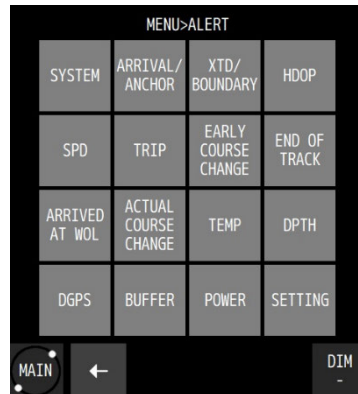 MENU>ALERT
SYSTEM
ARRIVAL/
ANCHOR
XTD/
BOUNDARY
HDOP
SPD
TRIP
EARLY
COURSE
CHANGE
END OF
TRACK
ARRIVED
AT WOL
ACTUAL
COURSE
CHANGE
TEMP
DPTH
DGPS
BUFFER
POWER
SETTING
MAIN
←
DIM
-